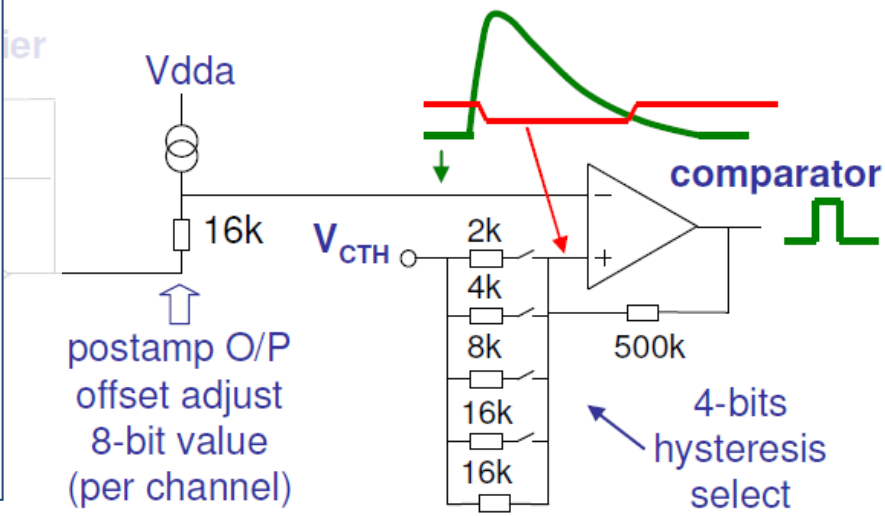 ier
Vdda
comparator
16k
VCTH
2k
4k
8k
16k
16k
500k
−
+
postamp O/P
offset adjust
8-bit value
(per channel)
4-bits
hysteresis
select